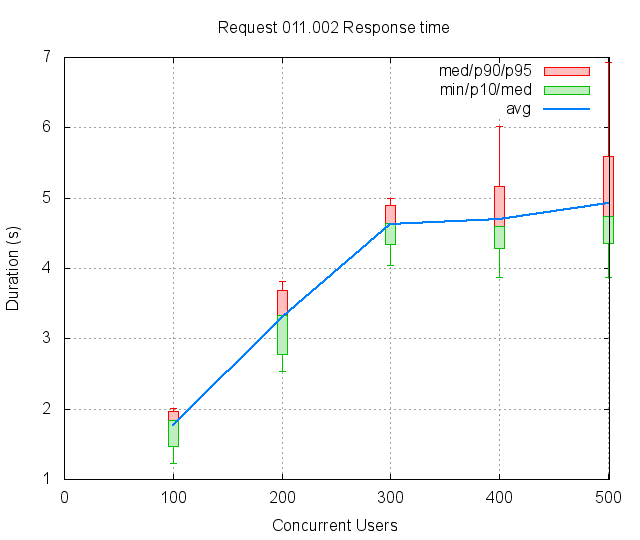 Request 011.002 Response time
med/p90/p95
min/p10/med
avg
7
6
5
4
3
2
1
0 100 200 300 400 500
Duration (s)
Concurrent Users